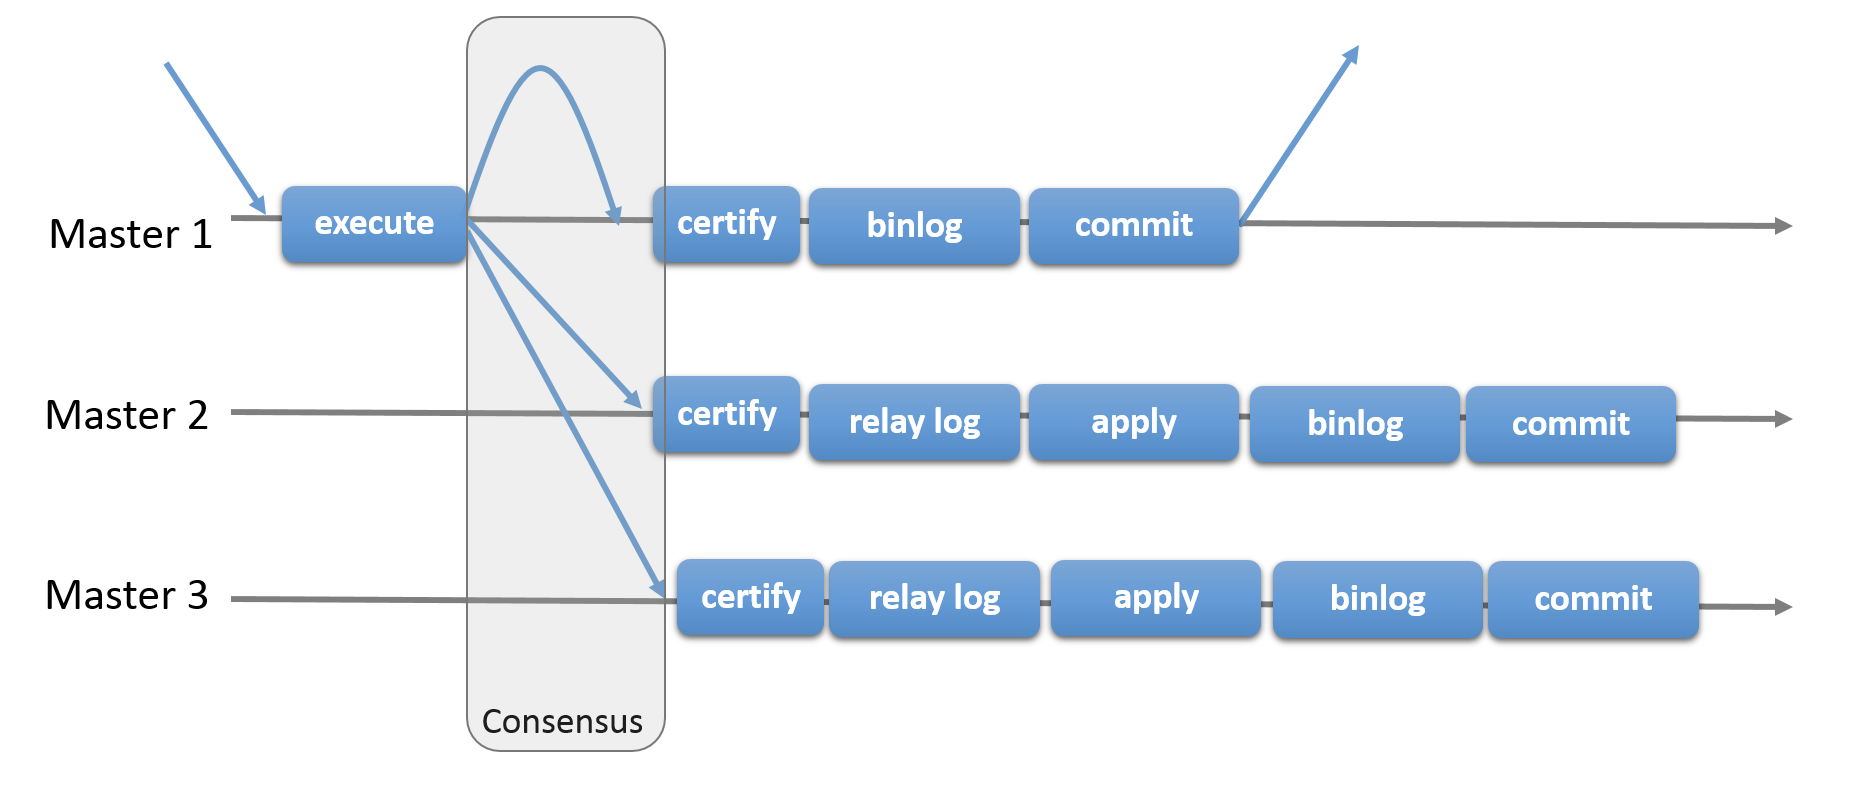 Master 1
execute
certify
binlog
commit
Master 2
certify
relay log
apply
binlog
commit
Master 3
certify
relay log
apply
binlog
commit
Consensus